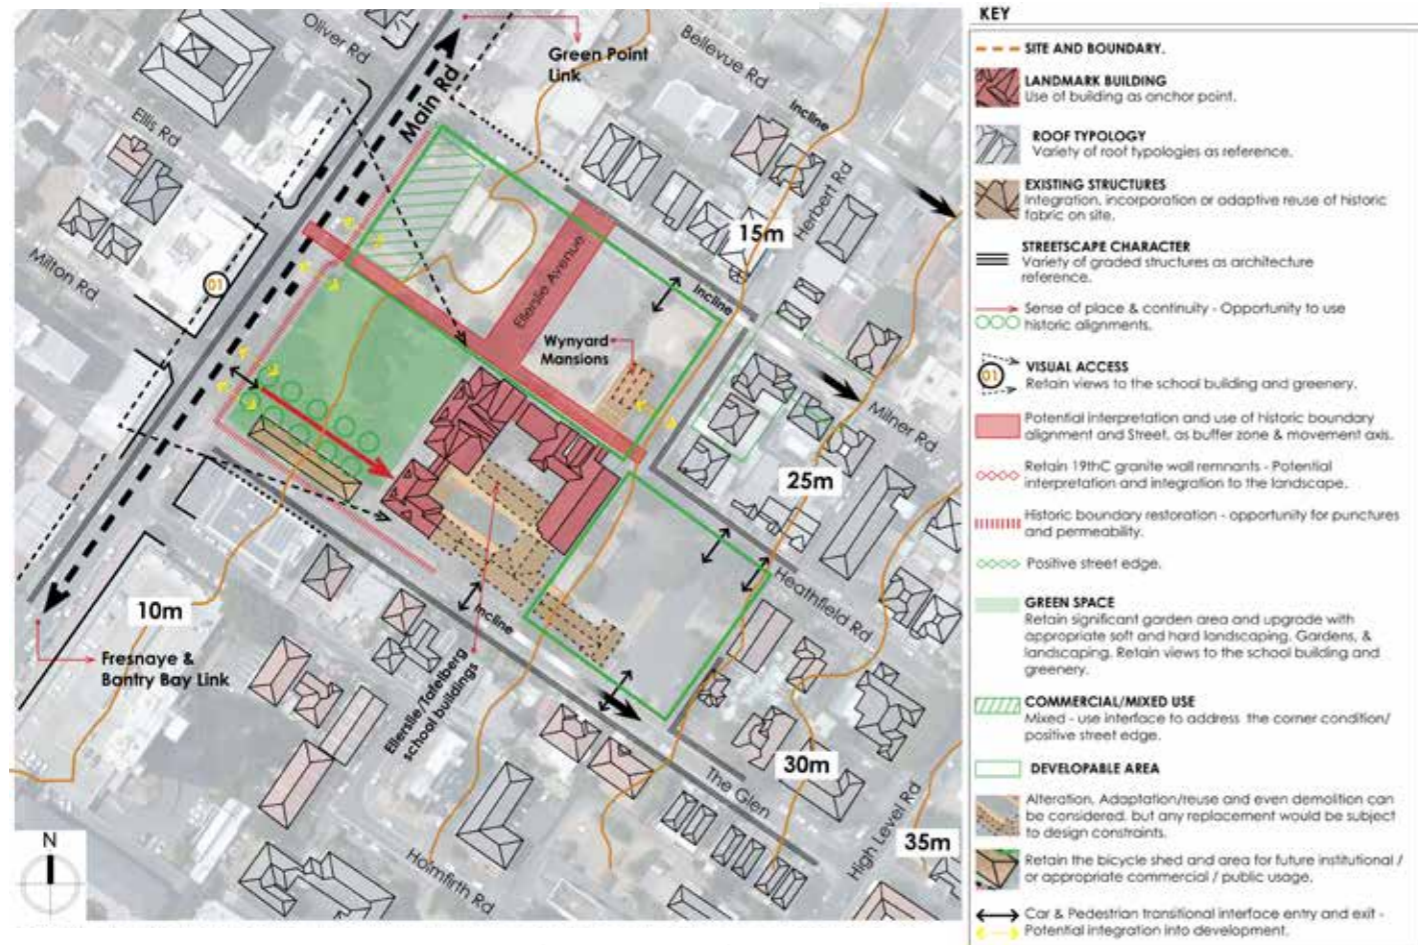 Oliver Rd
Ellis Rd
Milton Rd
01
Main Rd
Green Point
Link
Bellevue Rd
Incline
Herbert Rd
15m
Ellerslie Avenue
Incline
Wynyard
Mansions
Milner Rd
25m
Heathfield Rd
10m
Incline
Fresnaye &
Bantry Bay Link
Ellerslie/Tafelberg
school buildings
30m
The Glen
High Level Rd
35m
Holmfirth Rd
N
KEY
SITE AND BOUNDARY.
LANDMARK BUILDING
Use of building as anchor point.
ROOF TYPOLOGY
Variety of roof typologies as reference.
EXISTING STRUCTURES
Integration, incorporation or adaptive reuse of historic
fabric on site.
STREETSCAPE CHARACTER
Variety of graded structures as architecture
reference.
Sense of place & continuity - Opportunity to use
historic alignments.
01
VISUAL ACCESS
Retain views to the school building and greenery.
Potential interpretation and use of historic boundary
alignment and Street, as buffer zone & movement axis.
Retain 19thC granite wall remnants - Potential
interpretation and integration to the landscape.
Historic boundary restoration - opportunity for punctures
and permeability.
Positive street edge.
GREEN SPACE
Retain significant garden area and upgrade with
appropriate soft and hard landscaping. Gardens, &
landscaping. Retain views to the school building and
greenery.
COMMERCIAL/MIXED USE
Mixed - use interface to address the corner condition/
positive street edge.
DEVELOPABLE AREA
Alteration, Adaptation/reuse and even demolition can
be considered, but any replacement would be subject
to design constraints.
Retain the bicycle shed and area for future institutional /
or appropriate commercial / public usage.
Car & Pedestrian transitional interface entry and exit -
Potential integration into development.